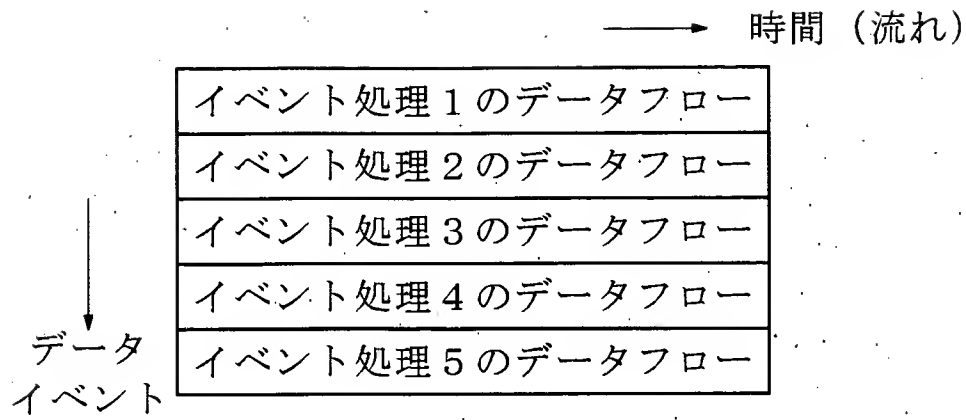 時間（流れ）
イベント処理1のデータフロー
イベント処理2のデータフロー
イベント処理3のデータフロー
イベント処理4のデータフロー
イベント処理5のデータフロー
データ
イベント